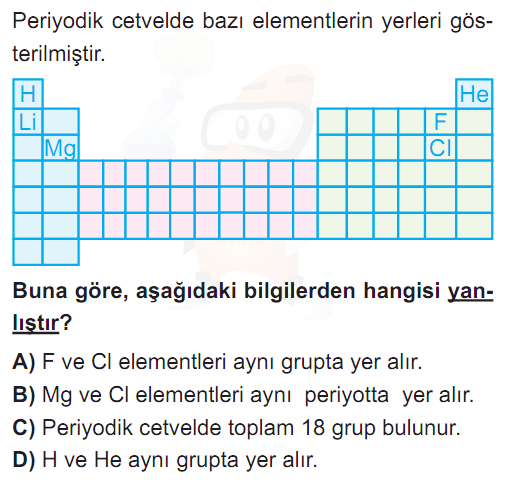 Periyodik cetvelde bazı elementlerin yerleri gös-
terilmiştir.
H He
Li F
Mg Cl
Buna göre, aşağıdaki bilgilerden hangisi yan-
lıştır?
A) F ve Cl elementleri aynı grupta yer alır.
B) Mg ve Cl elementleri aynı periyotta yer alır.
C) Periyodik cetvelde toplam 18 grup bulunur.
D) H ve He aynı grupta yer alır.